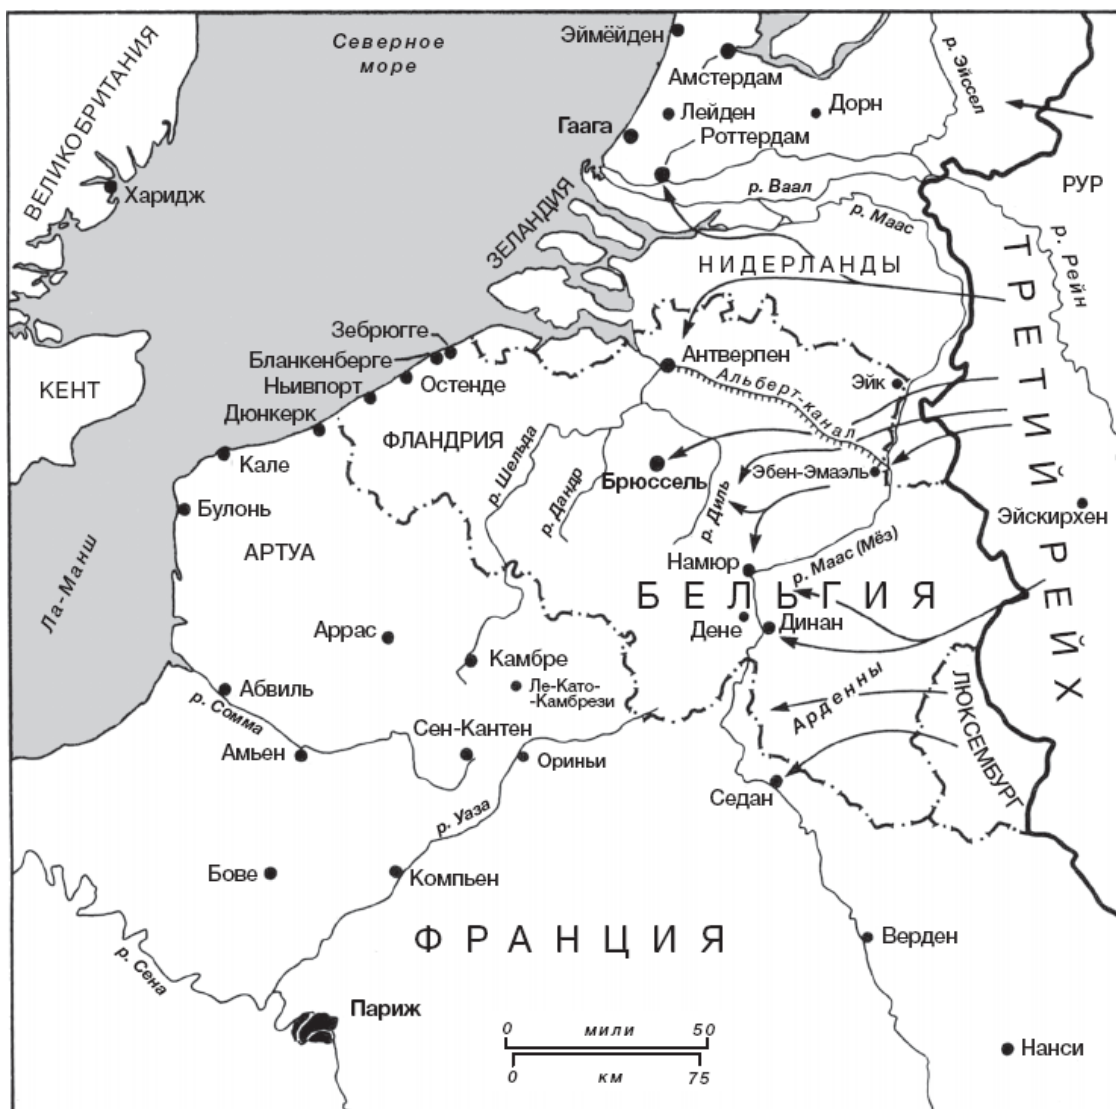 Северное
море
ВЕЛИКОБРИТАНИЯ
Харидж
КЕНТ
Ла-Манш
Эймёйден
Амстердам
Лейден
Дорн
Гаага
Роттердам
р. Эйссел
РУР
р. Ваал
р. Маас
р. Рейн
ЗЕЛАНДИЯ
НИДЕРЛАНДЫ
ТРЕТИЙ РЕЙХ
Зебрюгге
Бланкенберге
Ньивпорт
Остенде
Дюнкерк
Кале
Булонь
ФЛАНДРИЯ
АРТУА
Антверпен
Альберт-канал
Эйк
р. Шельда
р. Дандр
Брюссель
р. Диль
Эбен-Эмаэль
Эйскирхен
Намюр
р. Маас (Мёз)
БЕЛЬГИЯ
Дене
Динан
Аррас
Камбре
Ле-Като-
-Камбрези
Абвиль
р. Сомма
Амьен
Сен-Кантен
Ориньи
Арденны
ЛЮКСЕМБУРГ
Седан
р. Уаза
Бове
Компьен
ФРАНЦИЯ
Верден
р. Сена
Париж
0 мили 50
0 км 75
Нанси